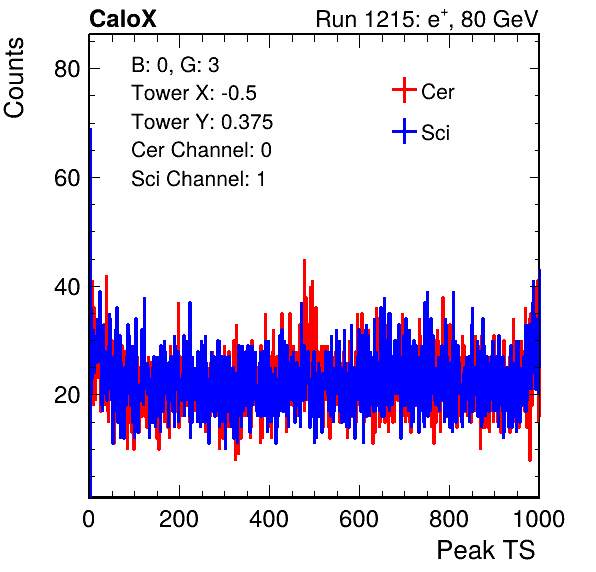 CaloX
Run 1215: e+, 80 GeV
Counts
B: 0, G: 3
Tower X: -0.5
Tower Y: 0.375
Cer Channel: 0
Sci Channel: 1
Cer
Sci
80
60
40
20
0 200 400 600 800 1000
Peak TS